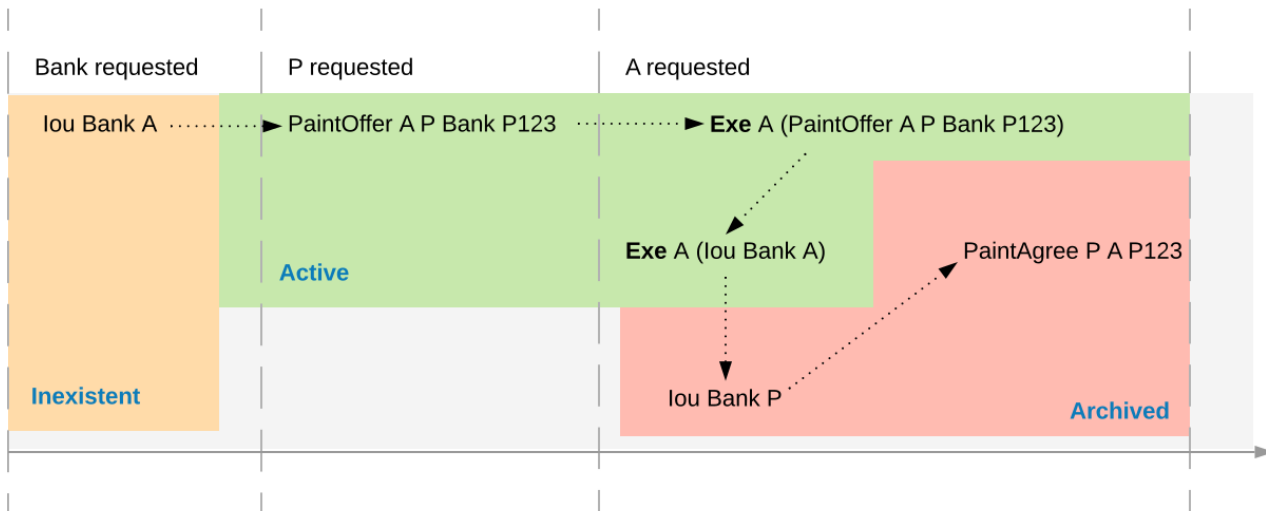 Bank requested
P requested
A requested
Iou Bank A
PaintOffer A P Bank P123
Exe A (PaintOffer A P Bank P123)
Exe A (Iou Bank A)
PaintAgree P A P123
Active
Inexistent
Iou Bank P
Archived